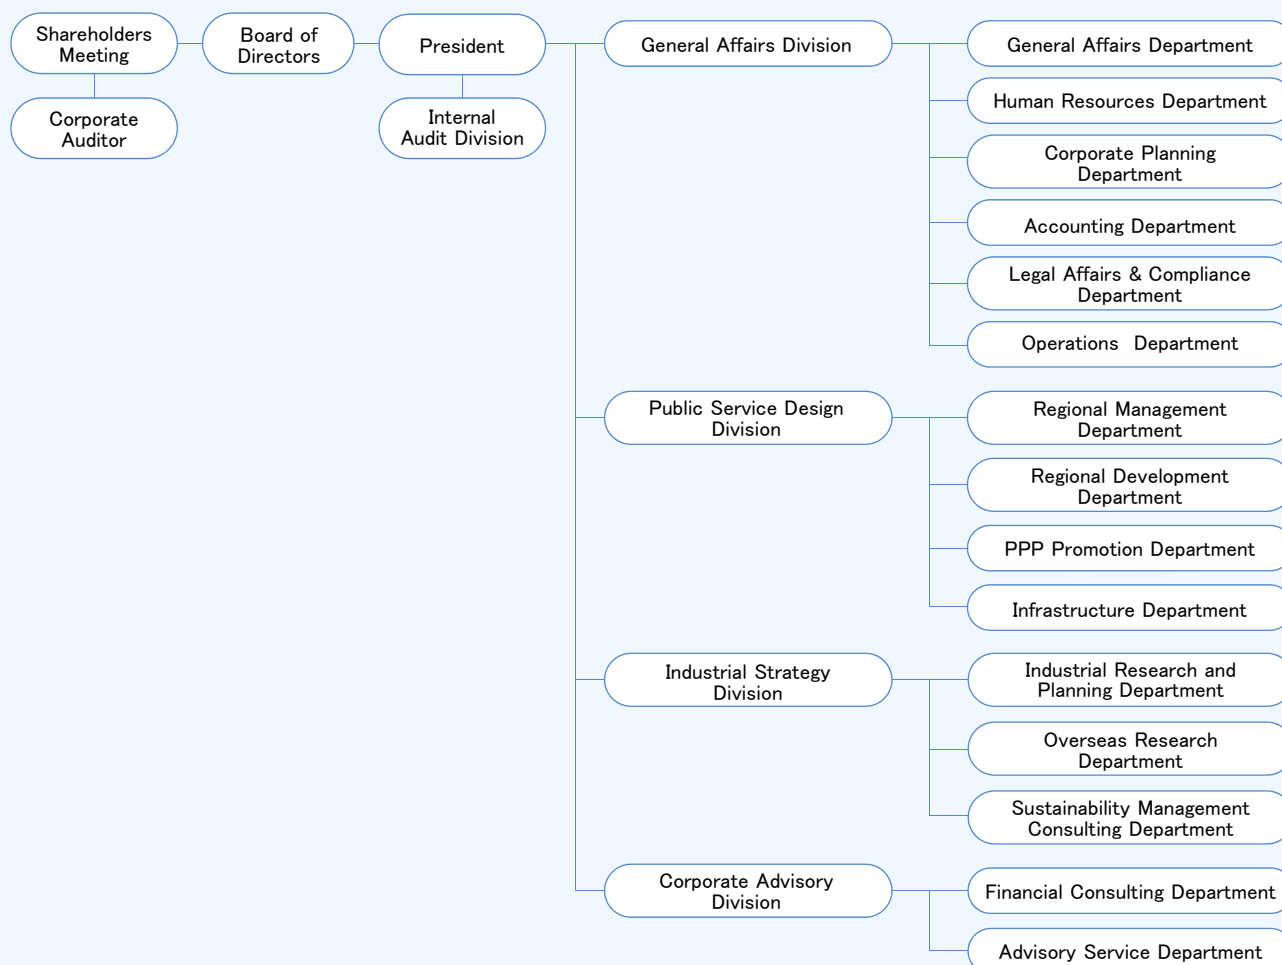 Shareholders
Meeting
Board of
Directors
President
Corporate
Auditor
Internal
Audit Division
General Affairs Division
General Affairs Department
Human Resources Department
Corporate Planning
Department
Accounting Department
Legal Affairs & Compliance
Department
Operations Department
Public Service Design
Division
Regional Management
Department
Regional Development
Department
PPP Promotion Department
Infrastructure Department
Industrial Strategy
Division
Industrial Research and
Planning Department
Overseas Research
Department
Sustainability Management
Consulting Department
Corporate Advisory
Division
Financial Consulting Department
Advisory Service Department